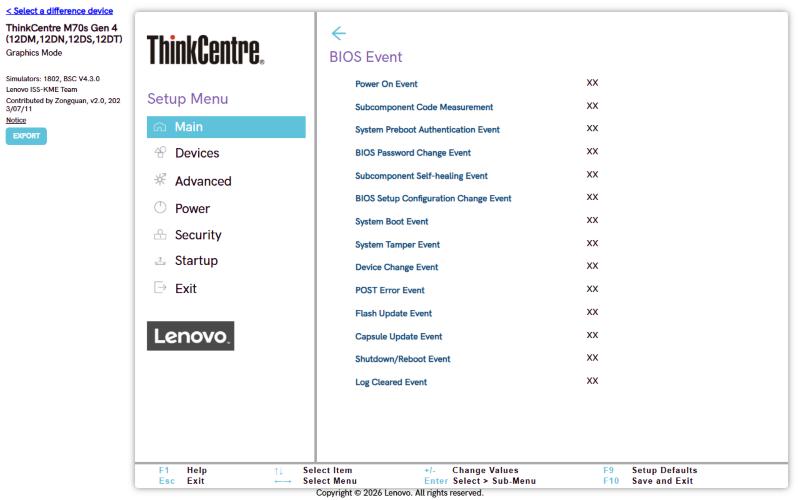 < Select a difference device
ThinkCentre M70s Gen 4
(12DM,12DN,12DS,12DT)
Graphics Mode
Simulators: 1802, BSC V4.3.0
Lenovo ISS-KME Team
Contributed by Zongquan, v2.0, 202
3/07/11
Notice
EXPORT
ThinkCentre®
Setup Menu
Main
Devices
Advanced
Power
Security
Startup
Exit
Lenovo
BIOS Event
Power On Event XX
Subcomponent Code Measurement XX
System Preboot Authentication Event XX
BIOS Password Change Event XX
Subcomponent Self-healing Event XX
BIOS Setup Configuration Change Event XX
System Boot Event XX
System Tamper Event XX
Device Change Event XX
POST Error Event XX
Flash Update Event XX
Capsule Update Event XX
Shutdown/Reboot Event XX
Log Cleared Event XX
F1 Help ↑↓ Select Item +/- Change Values F9 Setup Defaults
Esc Exit ←→ Select Menu Enter Select > Sub-Menu F10 Save and Exit
Copyright © 2026 Lenovo. All rights reserved.